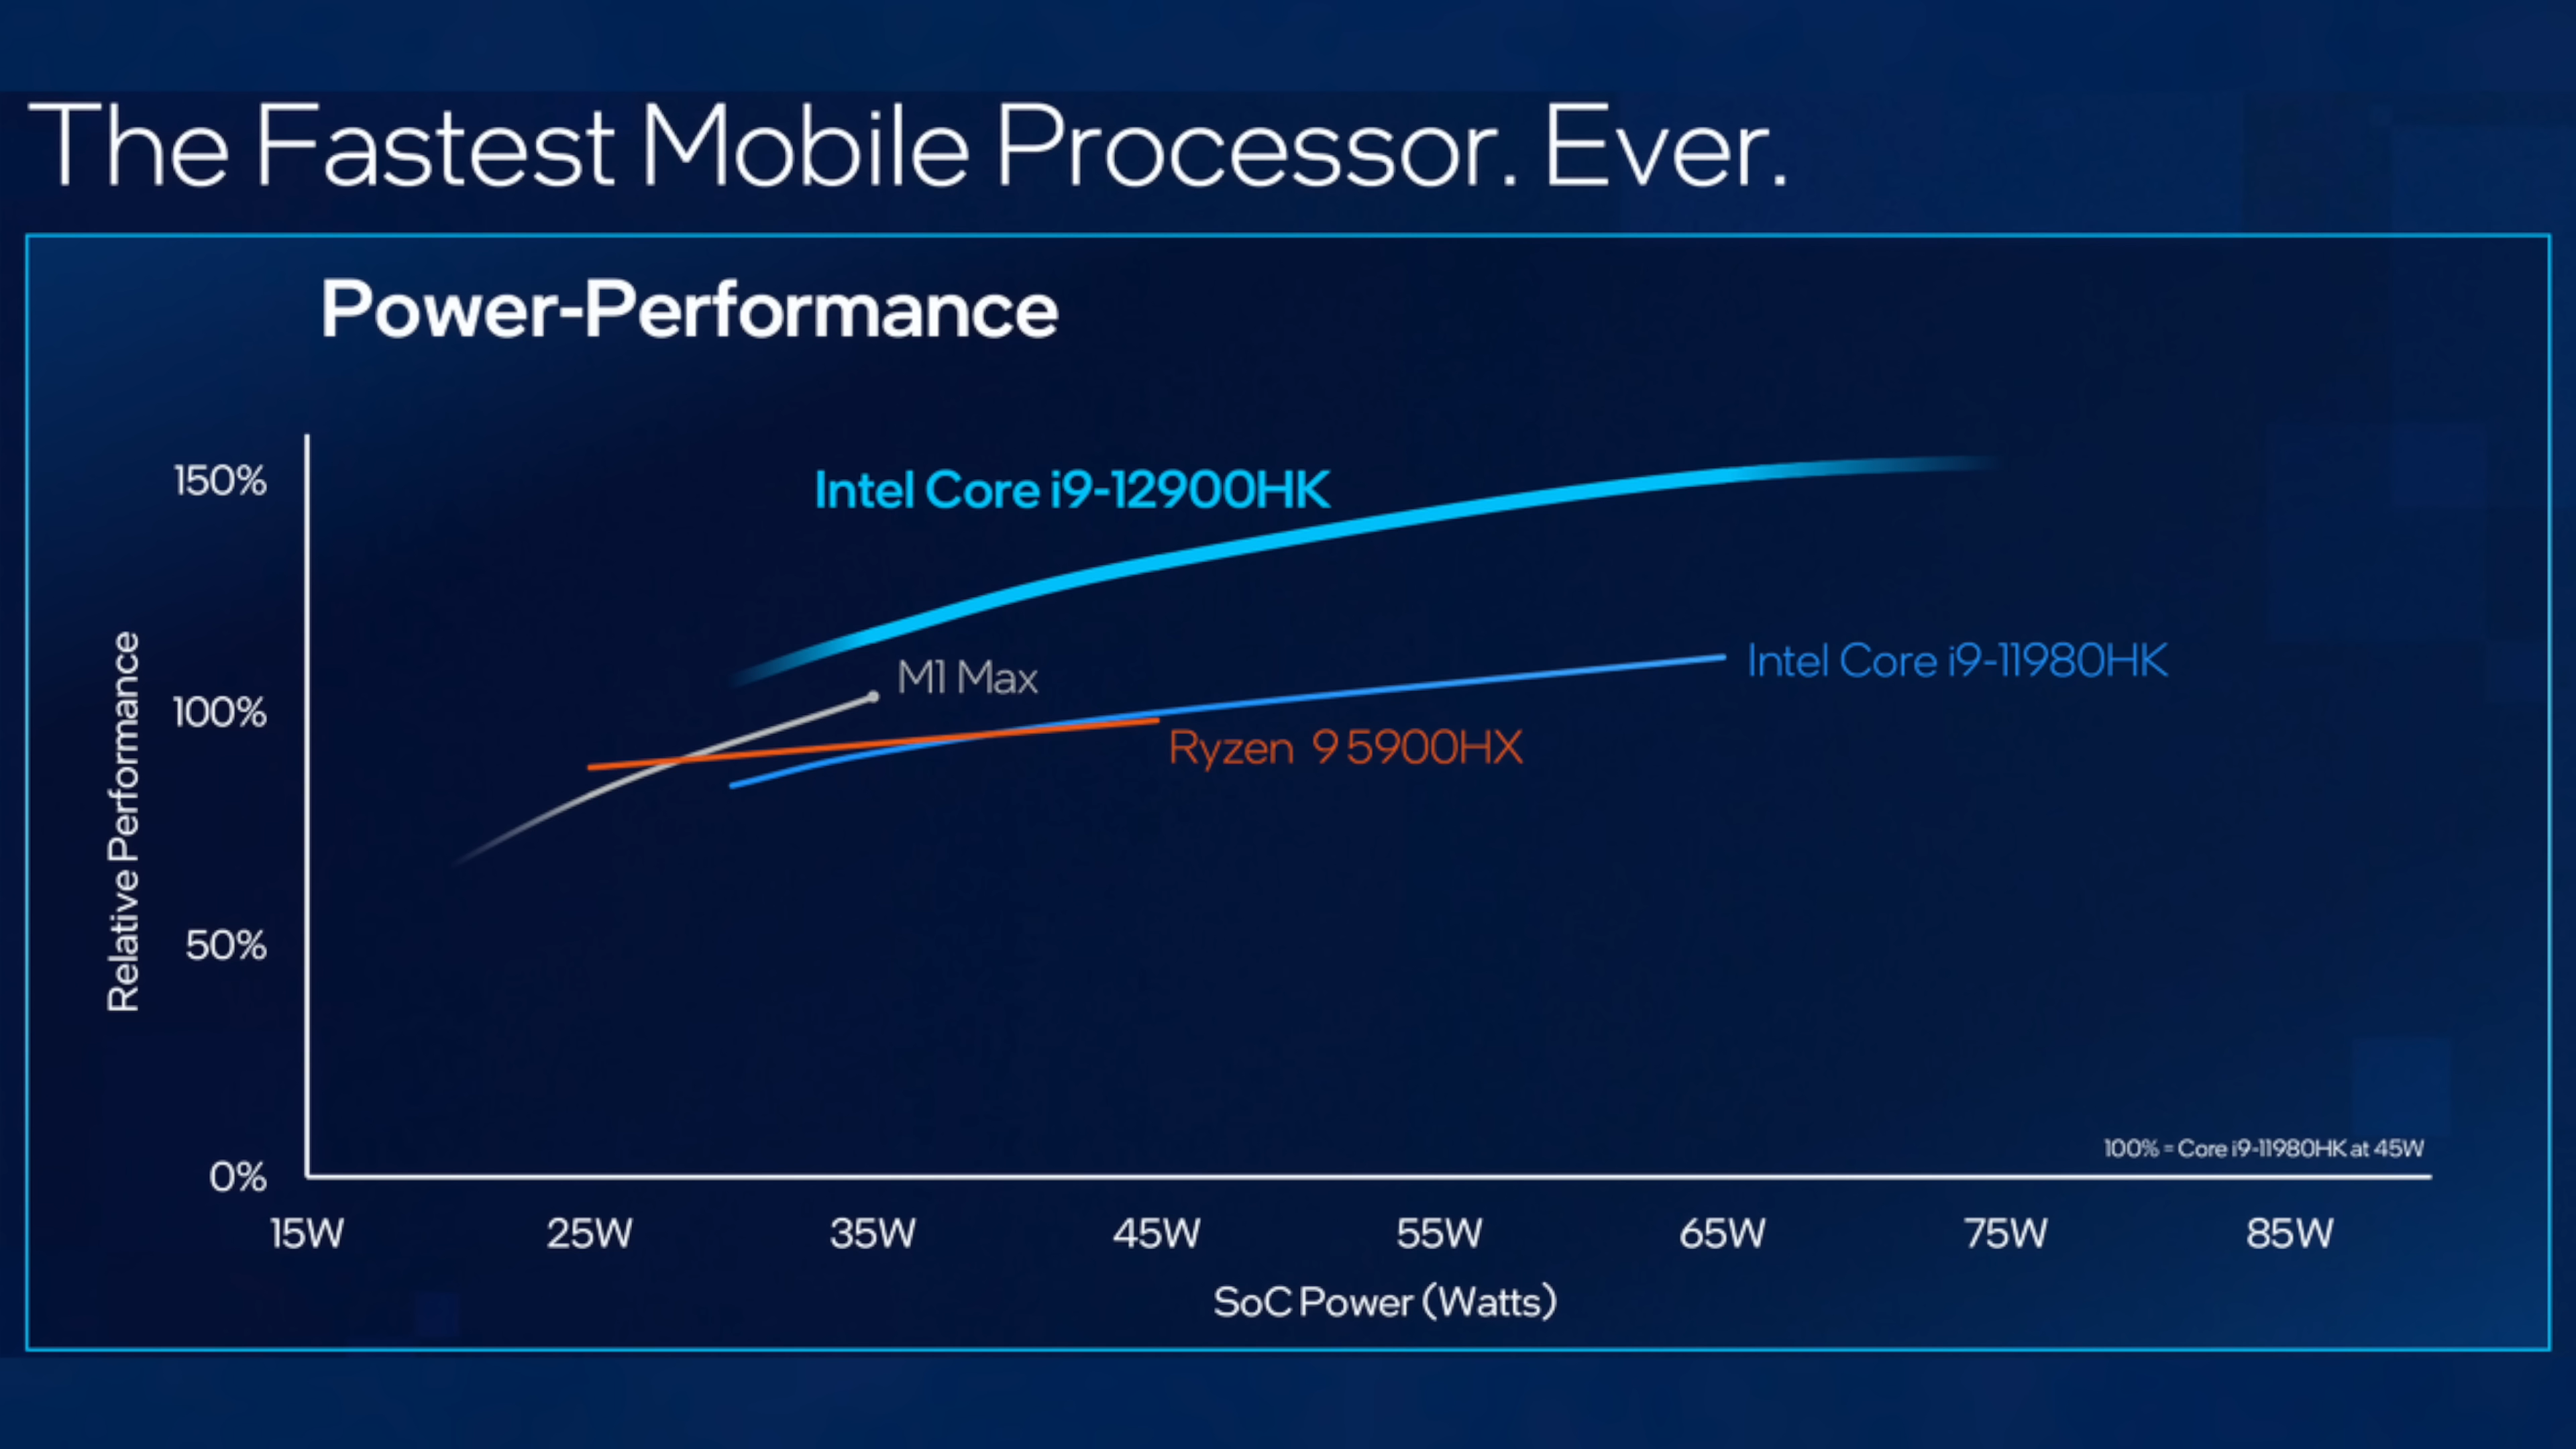 The Fastest Mobile Processor. Ever.
Power-Performance
150%
Intel Core i9-12900HK
M1 Max
Intel Core i9-11980HK
100%
Ryzen 9 5900HX
Relative Performance
50%
100% = Core i9-11980HK at 45W
0%
15W 25W 35W 45W 55W 65W 75W 85W
SoC Power (Watts)